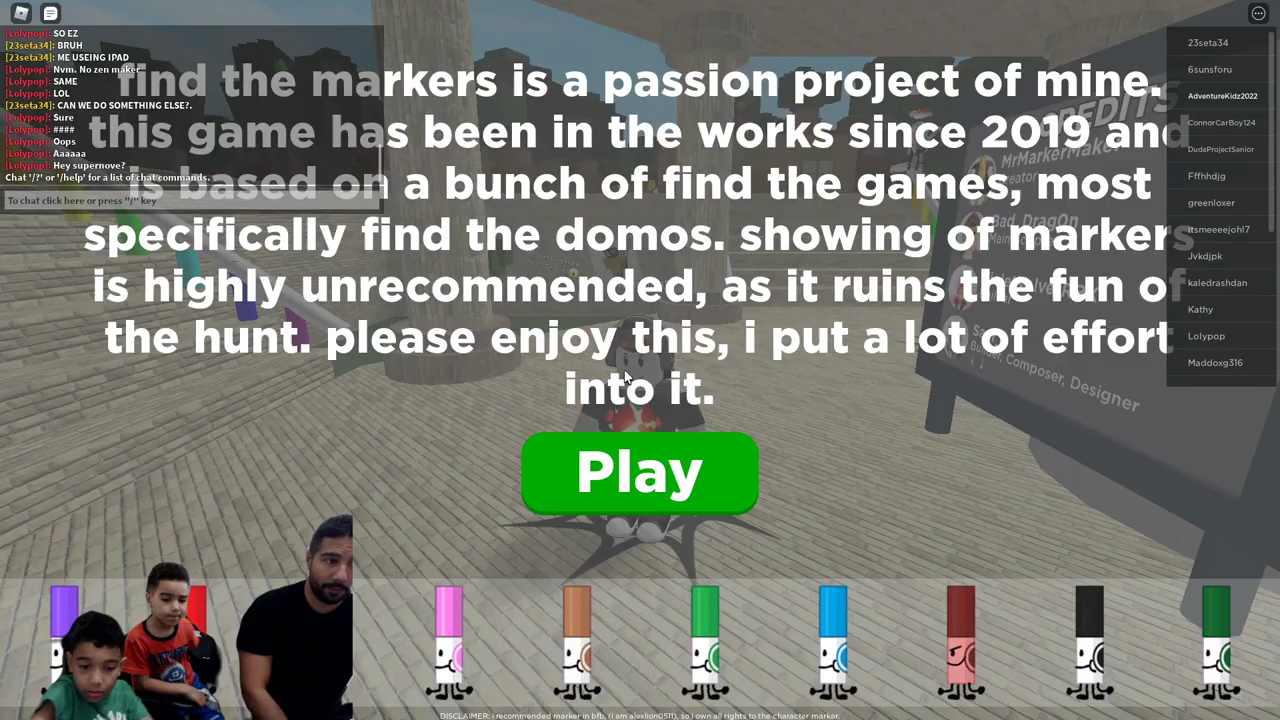 [Lolypop]: SO EZ
[23seta34]: BRUH
[23seta34]: ME USEING IPAD
[Lolypop]: Nvm. No zen maker
[Lolypop]: SAME
[Lolypop]: LOL
[23seta34]: CAN WE DO SOMETHING ELSE?.
[Lolypop]: Sure
[Lolypop]: ####
[Lolypop]: Oops
[Lolypop]: Aaaaaa
[Lolypop]: Hey supernove?
Chat '/?' or '/help' for a list of chat commands.
To chat click here or press "/" key
find the markers is a passion project of mine.
this game has been in the works since 2019 and
is based on a bunch of find the games, most
specifically find the domos. showing of markers
is highly unrecommended, as it ruins the fun of
the hunt. please enjoy this, i put a lot of effort
into it.
Play
23seta34
6sunsforu
AdventureKidz2022
ConnorCarBoy124
DudeProjectSenior
Fffhhdjg
greenloxer
itsmeeeejohl7
Jvkdjpk
kaledrashdan
Kathy
Lolypop
Maddoxg316
CREDITS
MrMarkerMaker
Creator
Bad_Drag0n
Builder, Composer, Designer
DISCLAIMER: i recommended marker in bfb. (i am alexlion0511), so i own all rights to the character marker.